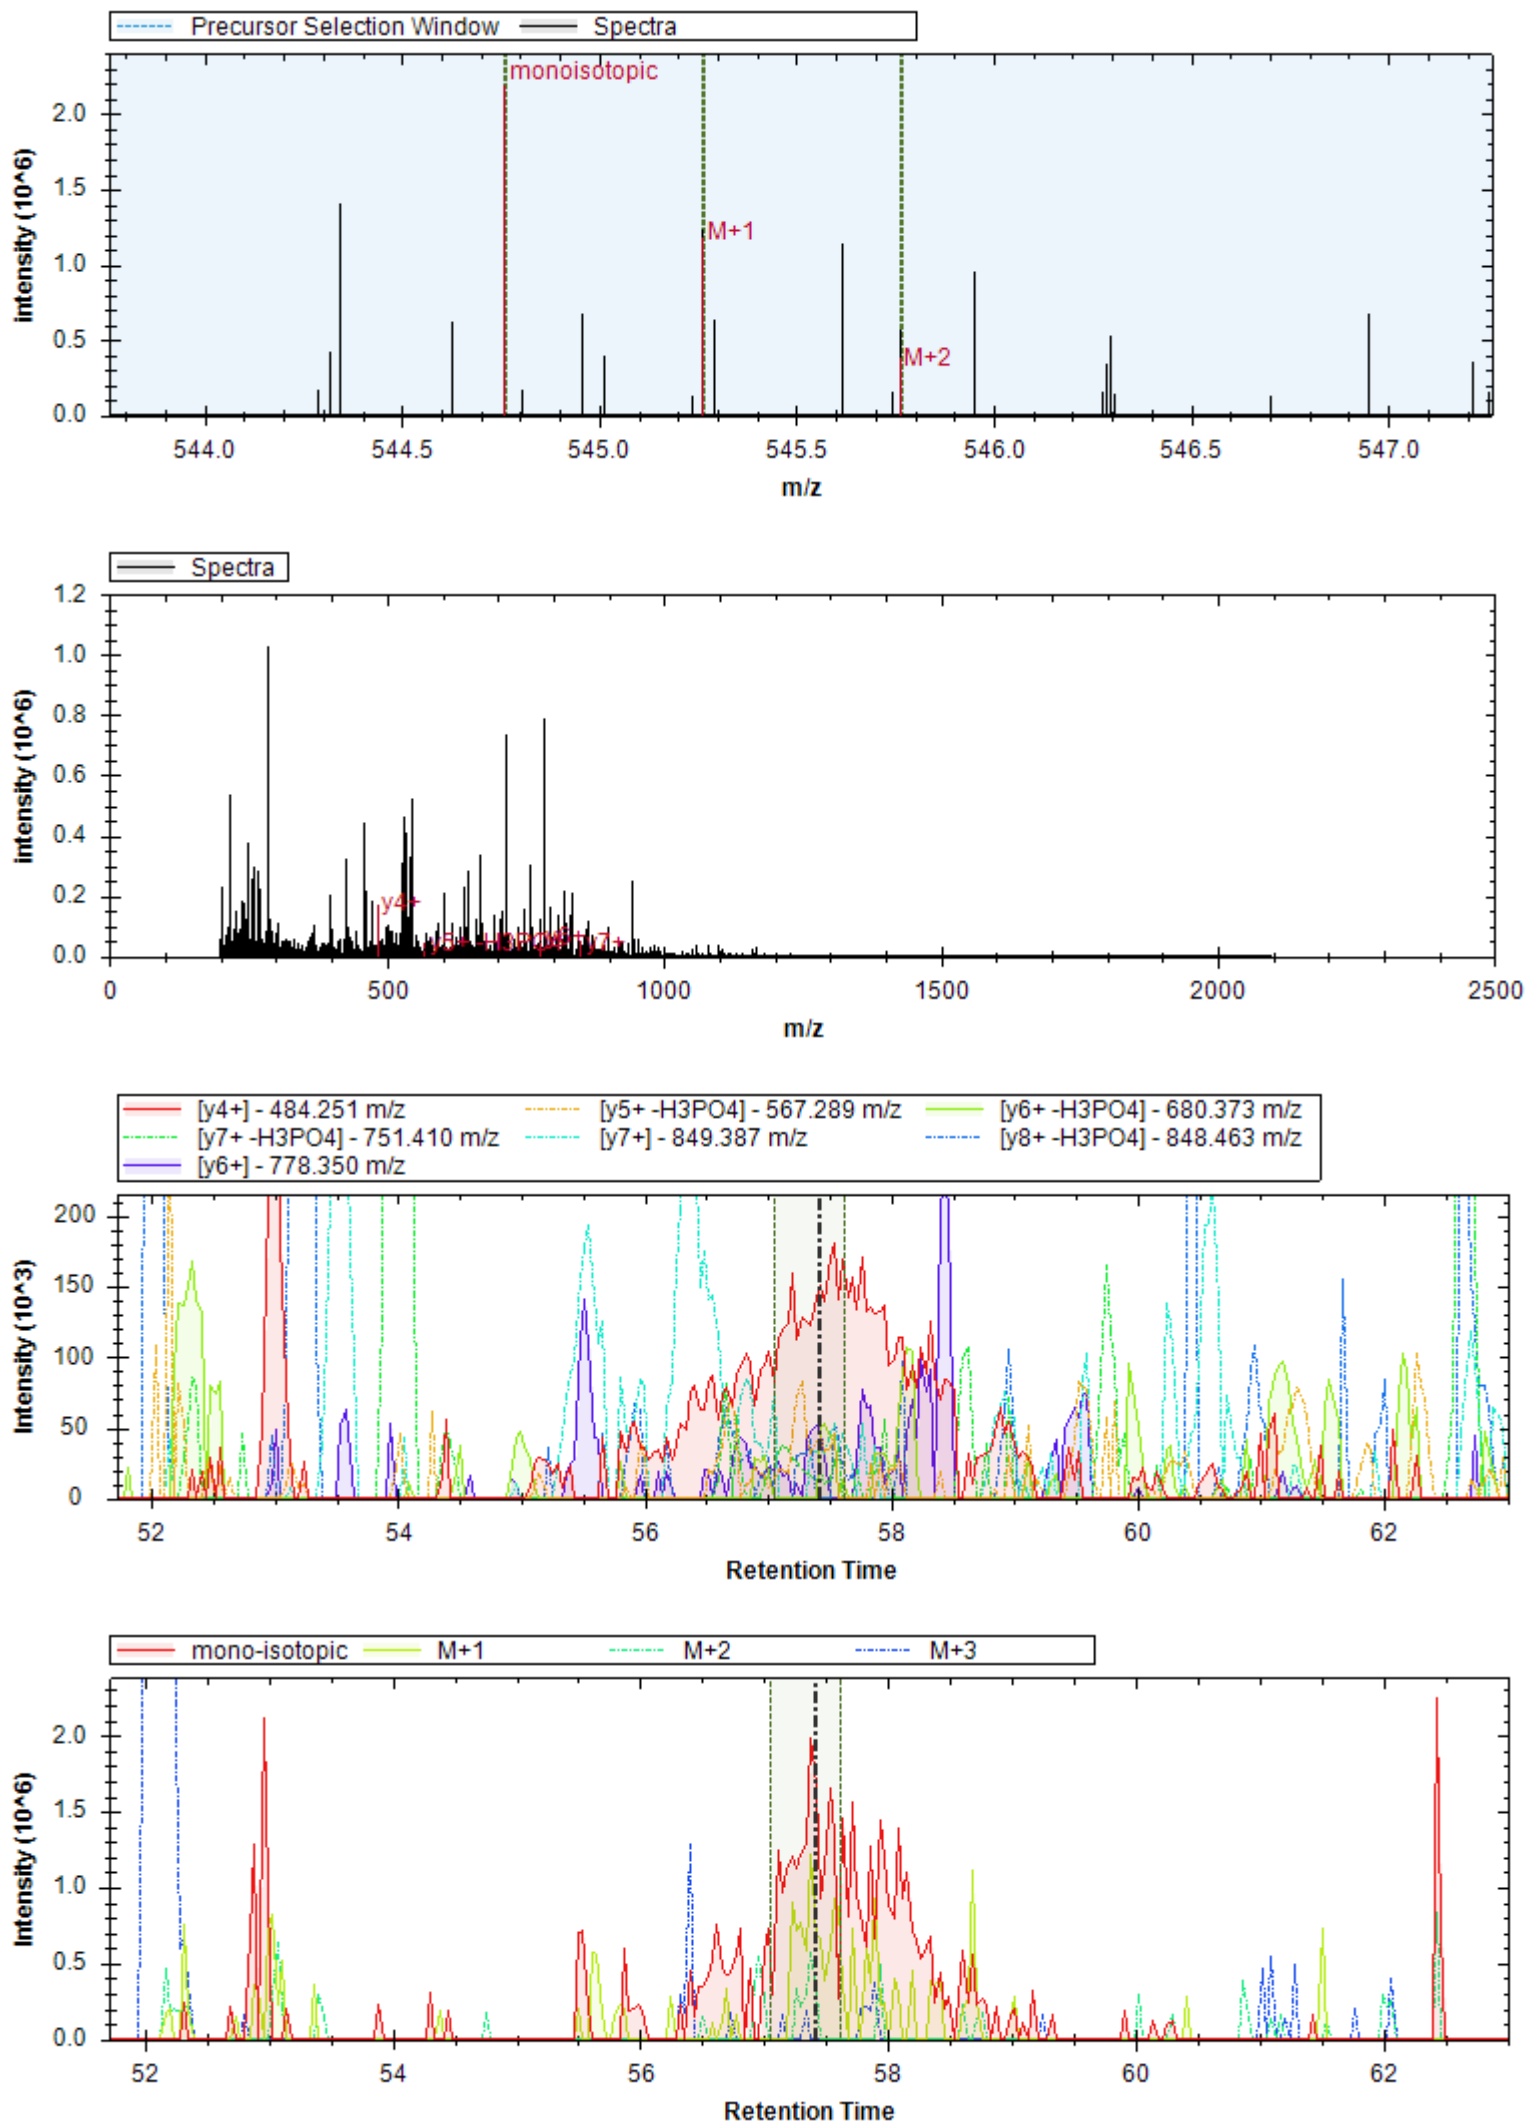 Precursor Selection Window Spectra
monoisotopic
M+1
M+2
intensity (10^6)
2.0
1.5
1.0
0.5
0.0
544.0 544.5 545.0 545.5 546.0 546.5 547.0
m/z
Spectra
intensity (10^6)
1.2
1.0
0.8
0.6
0.4
0.2
0.0
y4+
y5+ -H3PO4
y7+
0 500 1000 1500 2000 2500
m/z
[y4+] - 484.251 m/z [y5+ -H3PO4] - 567.289 m/z [y6+ -H3PO4] - 680.373 m/z
[y7+ -H3PO4] - 751.410 m/z [y7+] - 849.387 m/z [y8+ -H3PO4] - 848.463 m/z
[y6+] - 778.350 m/z
Intensity (10^3)
200
150
100
50
0
52 54 56 58 60 62
Retention Time
mono-isotopic M+1 M+2 M+3
Intensity (10^6)
2.0
1.5
1.0
0.5
0.0
52 54 56 58 60 62
Retention Time